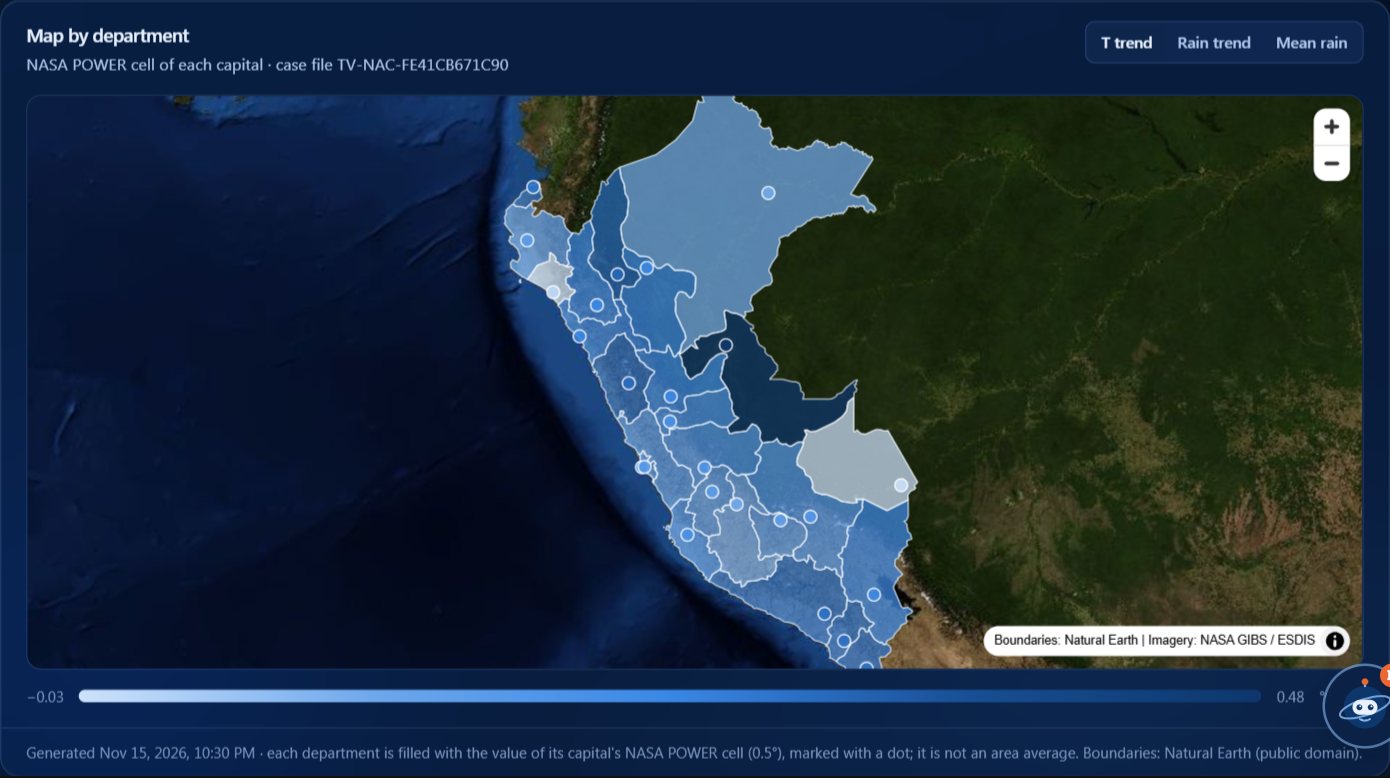 Map by department
NASA POWER cell of each capital · case file TV-NAC-FE41CB671C90
T trend Rain trend Mean rain
+
−
Boundaries: Natural Earth | Imagery: NASA GIBS / ESDIS
−0.03 0.48
Generated Nov 15, 2026, 10:30 PM · each department is filled with the value of its capital's NASA POWER cell (0.5°), marked with a dot; it is not an area average. Boundaries: Natural Earth (public domain).